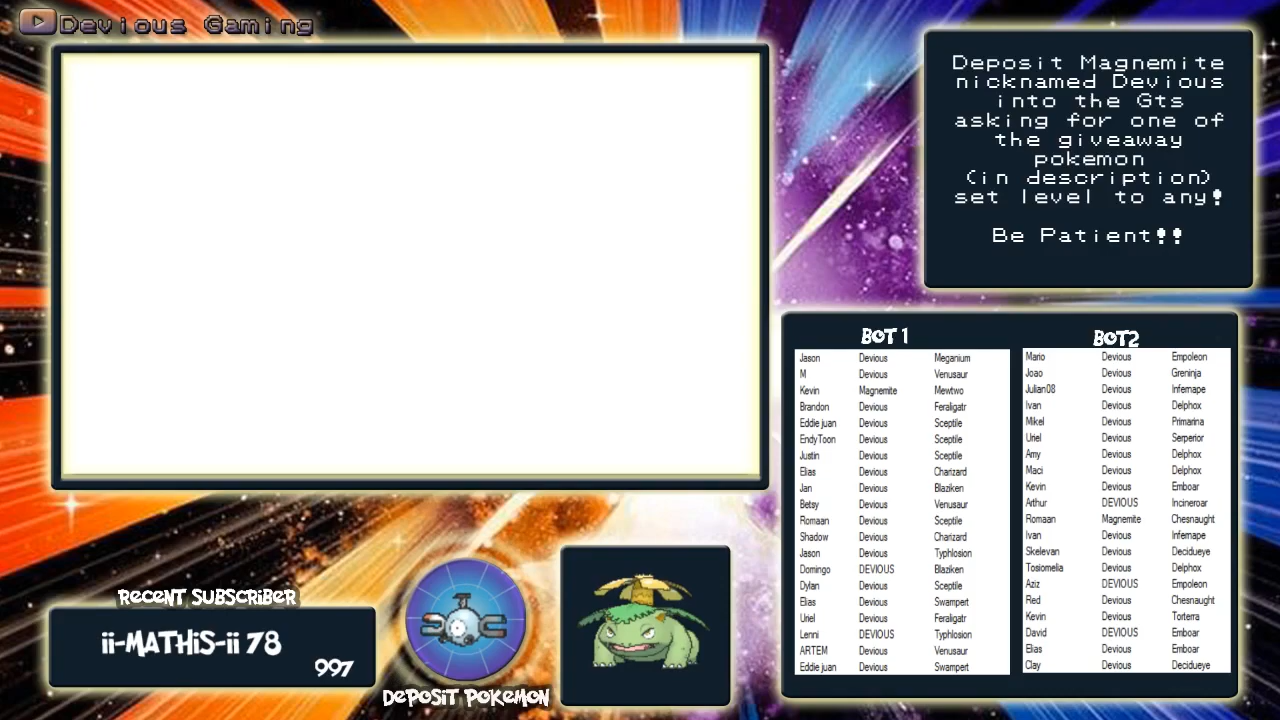 Devious Gaming
Deposit Magnemite
nicknamed Devious
into the Gts
asking for one of
the giveaway
pokemon
(in description)
set level to any!
Be Patient!!
BOT 1
Jason Devious Meganium
M Devious Venusaur
Kevin Magnemite Mewtwo
Brandon Devious Feraligatr
Eddie juan Devious Sceptile
EndyToon Devious Sceptile
Justin Devious Sceptile
Elias Devious Charizard
Jan Devious Blaziken
Betsy Devious Venusaur
Romaan Devious Sceptile
Shadow Devious Charizard
Jason Devious Typhlosion
Domingo DEVIOUS Blaziken
Dylan Devious Sceptile
Elias Devious Swampert
Uriel Devious Feraligatr
Lenni DEVIOUS Typhlosion
ARTEM Devious Venusaur
Eddie juan Devious Swampert
BOT2
Mario Devious Empoleon
Joao Devious Greninja
Julian08 Devious Infernape
Ivan Devious Delphox
Mikel Devious Primarina
Uriel Devious Serperior
Amy Devious Delphox
Maci Devious Delphox
Kevin Devious Emboar
Arthur DEVIOUS Incineroar
Romaan Magnemite Chesnaught
Ivan Devious Infernape
Skelevan Devious Decidueye
Tosiomelia Devious Delphox
Aziz DEVIOUS Empoleon
Red Devious Chesnaught
Kevin Devious Torterra
David DEVIOUS Emboar
Elias Devious Emboar
Clay Devious Decidueye
RECENT SUBSCRIBER
ii-MATHiS-ii 78
997
DEPOSIT POKEMON